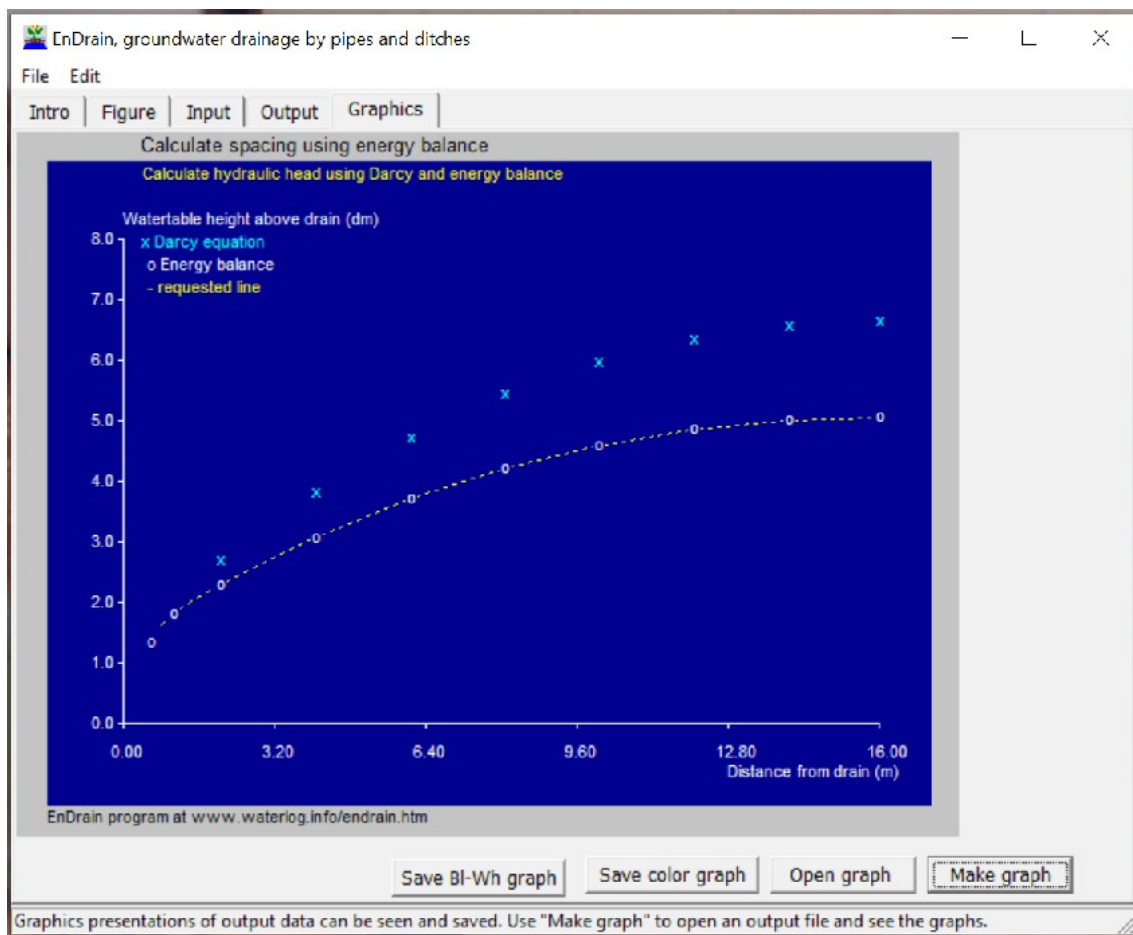 EnDrain, groundwater drainage by pipes and ditches
File Edit
Intro Figure Input Output Graphics
Calculate spacing using energy balance
Calculate hydraulic head using Darcy and energy balance
Watertable height above drain (dm)
8.0
x Darcy equation
o Energy balance
- requested line
7.0
6.0
5.0
4.0
3.0
2.0
1.0
0.0
0.00 3.20 6.40 9.60 12.80 16.00
Distance from drain (m)
EnDrain program at www.waterlog.info/endrain.htm
Save Bl-Wh graph Save color graph Open graph Make graph
Graphics presentations of output data can be seen and saved. Use "Make graph" to open an output file and see the graphs.